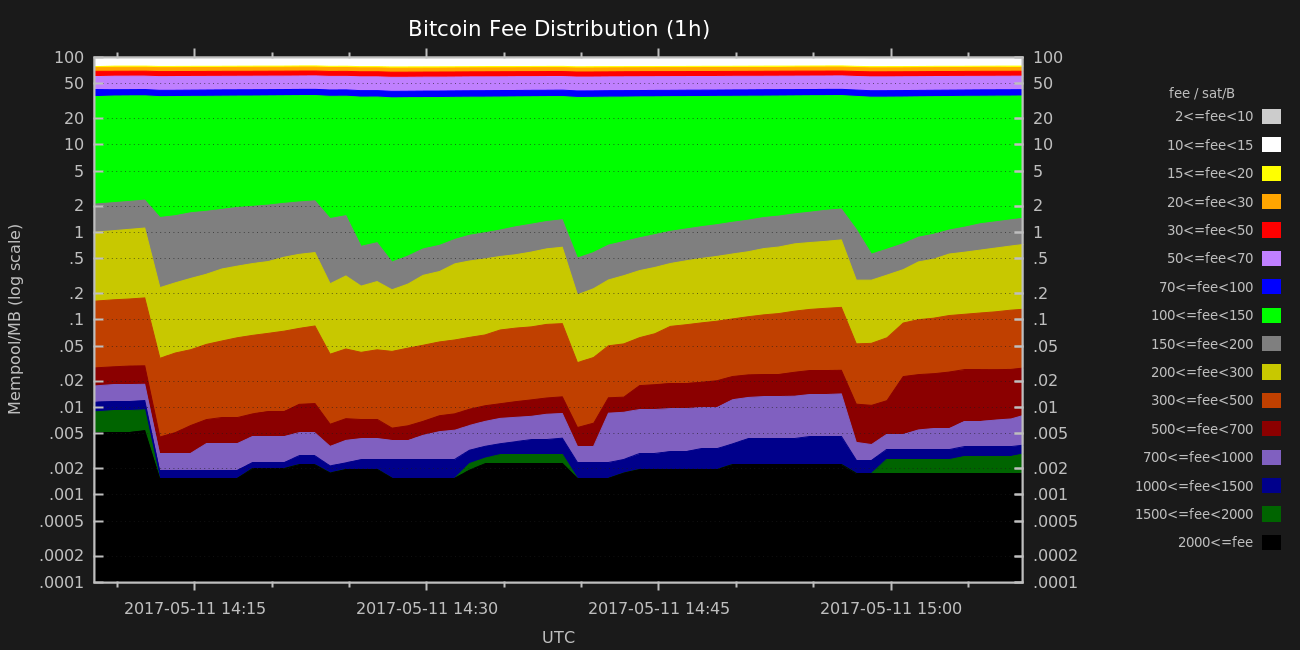 Bitcoin Fee Distribution (1h)
Mempool/MB (log scale)
100
50
20
10
5
2
1
.5
.2
.1
.05
.02
.01
.005
.002
.001
.0005
.0002
.0001
100
50
20
10
5
2
1
.5
.2
.1
.05
.02
.01
.005
.002
.001
.0005
.0002
.0001
2017-05-11 14:15
2017-05-11 14:30
2017-05-11 14:45
2017-05-11 15:00
UTC
fee / sat/B
2<=fee<10
10<=fee<15
15<=fee<20
20<=fee<30
30<=fee<50
50<=fee<70
70<=fee<100
100<=fee<150
150<=fee<200
200<=fee<300
300<=fee<500
500<=fee<700
700<=fee<1000
1000<=fee<1500
1500<=fee<2000
2000<=fee